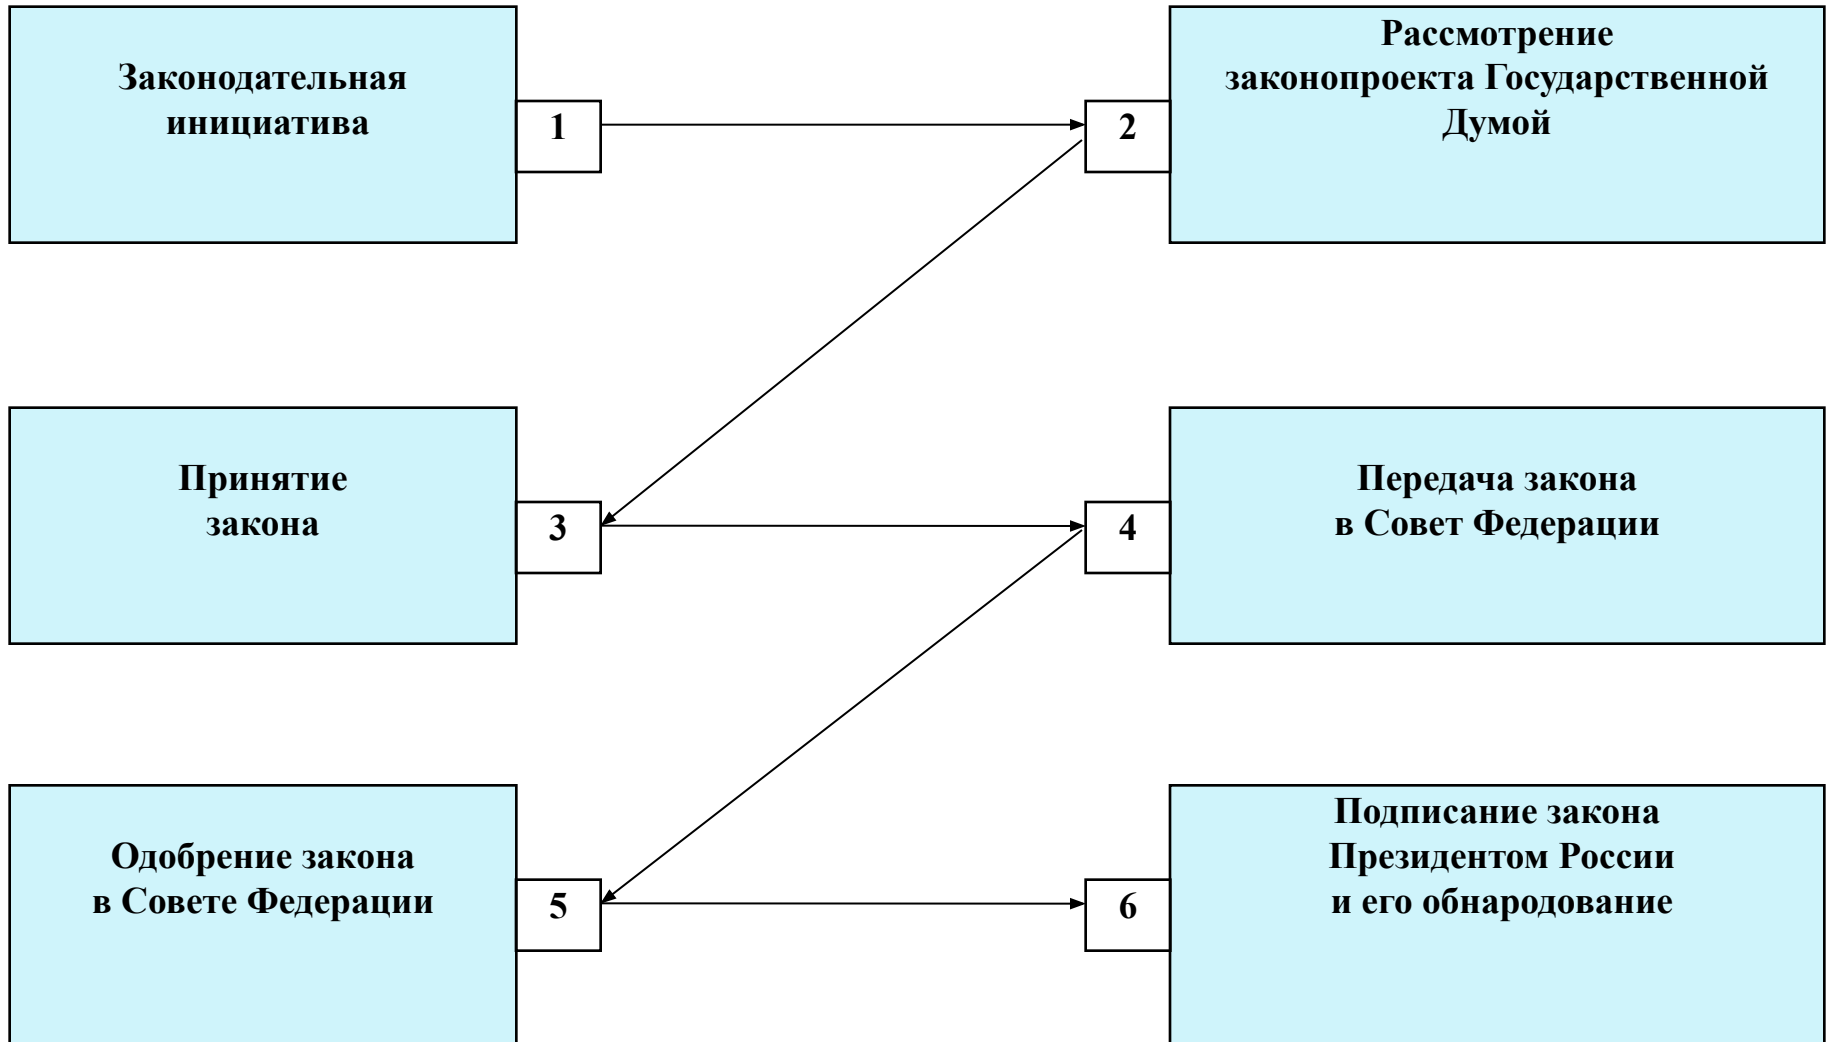 Законодательная
инициатива
1
2
Рассмотрение
законопроекта Государственной
Думой
Принятие
закона
3
4
Передача закона
в Совет Федерации
Одобрение закона
в Совете Федерации
5
6
Подписание закона
Президентом России
и его обнародование